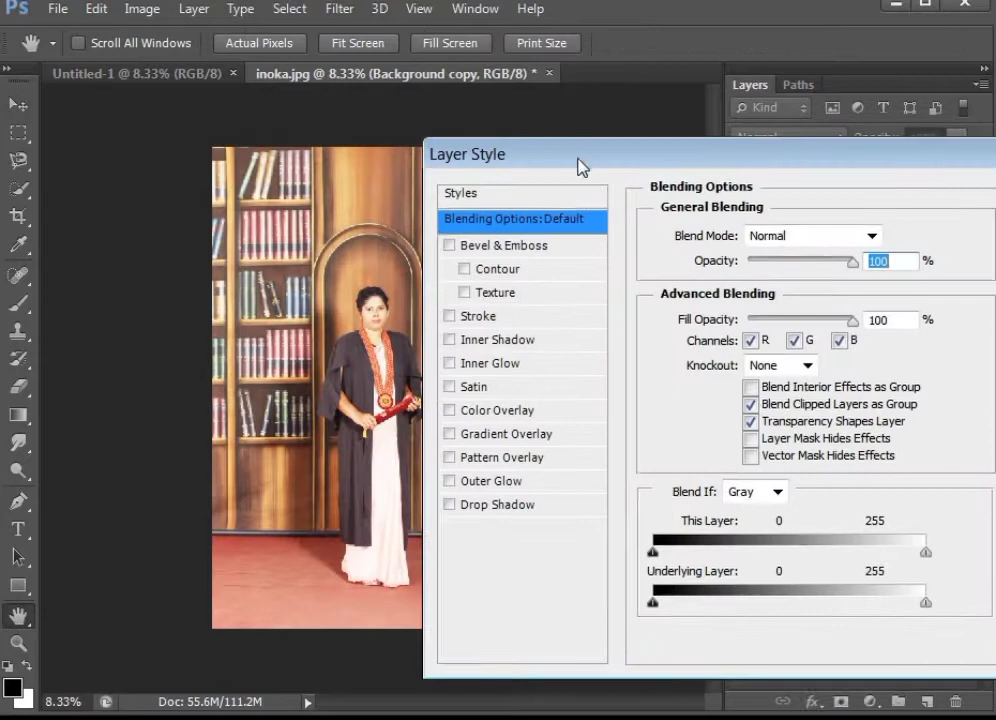 Ps File Edit Image Layer Type Select Filter 3D View Window Help
Scroll All Windows Actual Pixels Fit Screen Fill Screen Print Size
Untitled-1 @ 8.33% (RGB/8) × inoka.jpg @ 8.33% (Background copy, RGB/8) * ×
Layers Paths
Kind
Layer Style
Styles
Blending Options: Default
Bevel & Emboss
Contour
Texture
Stroke
Inner Shadow
Inner Glow
Satin
Color Overlay
Gradient Overlay
Pattern Overlay
Outer Glow
Drop Shadow
Blending Options
General Blending
Blend Mode: Normal
Opacity: 100 %
Advanced Blending
Fill Opacity: 100 %
Channels: R G B
Knockout: None
Blend Interior Effects as Group
Blend Clipped Layers as Group
Transparency Shapes Layer
Layer Mask Hides Effects
Vector Mask Hides Effects
Blend If: Gray
This Layer: 0 255
Underlying Layer: 0 255
8.33% Doc: 55.6M/111.2M